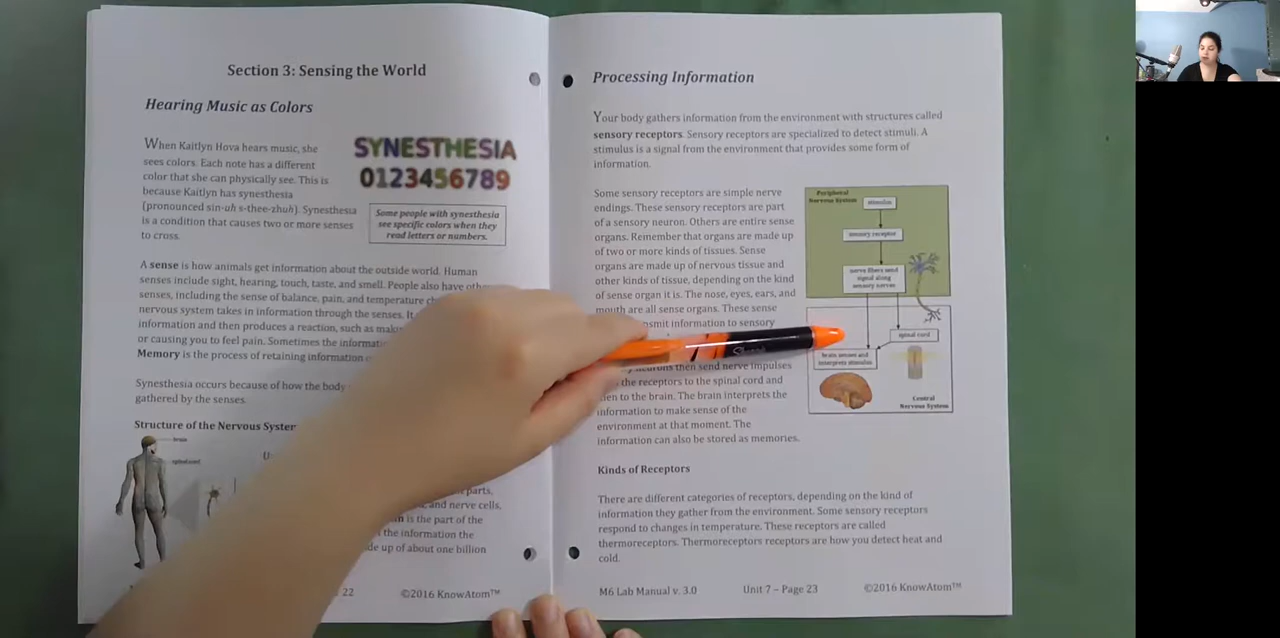 Section 3: Sensing the World
Hearing Music as Colors
When Kaitlyn Hova hears music, she
sees colors. Each note has a different
color that she can physically see. This is
because Kaitlyn has synesthesia
(pronounced sin-uh s-thee-zhuh). Synesthesia
is a condition that causes two or more senses
to cross.
SYNESTHESIA
0123456789
Some people with synesthesia
see specific colors when they
read letters or numbers.
A sense is how animals get information about the outside world. Human
senses include sight, hearing, touch, taste, and smell. People also have
senses, including the sense of balance, pain, and temperature
nervous system takes in information through the senses.
information and then produces a reaction, such as
or causing you to feel pain. Sometimes the
Memory is the process of retaining information
Synesthesia occurs because of how the body
gathered by the senses.
Structure of the Nervous
brain
spinal cord
parts,
and nerve cells,
is the part of the
the information the
up of about one billion
22
©2016 KnowAtom™
Processing Information
Your body gathers information from the environment with structures called
sensory receptors. Sensory receptors are specialized to detect stimuli. A
stimulus is a signal from the environment that provides some form of
information.
Some sensory receptors are simple nerve
endings. These sensory receptors are part
of a sensory neuron. Others are entire sense
organs. Remember that organs are made up
of two or more kinds of tissues. Sense
organs are made up of nervous tissue and
other kinds of tissue, depending on the kind
of sense organ it is. The nose, eyes, ears, and
mouth are all sense organs. These sense
information to sensory
neurons then send nerve impulses
the receptors to the spinal cord and
then to the brain. The brain interprets the
information to make sense of the
environment at that moment. The
information can also be stored as memories.
Peripheral
Nervous System
stimulus
sensory receptor
nerve fibers send
signal along
sensory nerves
spinal cord
brain senses and
interprets stimulus
Central
Nervous System
Sharpie
Kinds of Receptors
There are different categories of receptors, depending on the kind of
information they gather from the environment. Some sensory receptors
respond to changes in temperature. These receptors are called
thermoreceptors. Thermoreceptors receptors are how you detect heat and
cold.
M6 Lab Manual v. 3.0
Unit 7 – Page 23
©2016 KnowAtom™